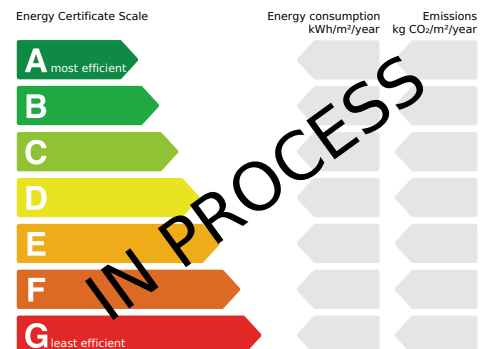 Energy Certificate Scale
Energy consumption
kWh/m²/year
Emissions
kg CO₂/m²/year
A most efficient
B
C
D
E
F
G least efficient
IN PROCESS